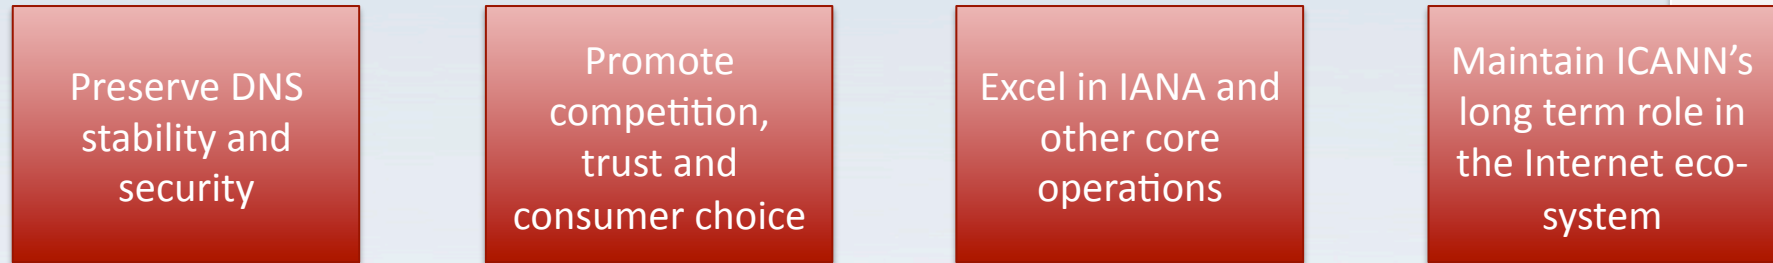 Preserve DNS
stability and
security
Promote
competition,
trust and
consumer choice
Excel in IANA and
other core
operations
Maintain ICANN’s
long term role in
the Internet eco-
system